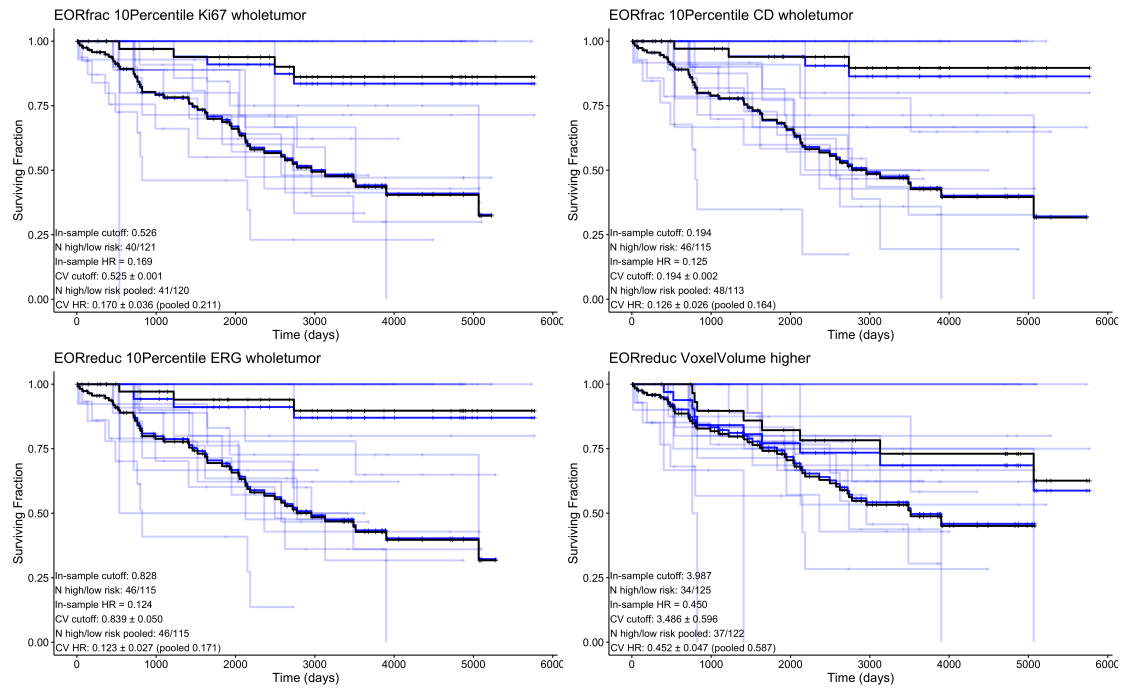 EORfrac 10Percentile Ki67 wholetumor
1.00
0.75
0.50
0.25
0.00
Surviving Fraction
In-sample cutoff: 0.526
N high/low risk: 40/121
In-sample HR = 0.169
CV cutoff: 0.525 ± 0.001
N high/low risk pooled: 41/120
CV HR: 0.170 ± 0.036 (pooled 0.211)
0 1000 2000 3000 4000 5000 6000
Time (days)
EORfrac 10Percentile CD wholetumor
1.00
0.75
0.50
0.25
0.00
Surviving Fraction
In-sample cutoff: 0.194
N high/low risk: 46/115
In-sample HR = 0.125
CV cutoff: 0.194 ± 0.002
N high/low risk pooled: 48/113
CV HR: 0.126 ± 0.026 (pooled 0.164)
0 1000 2000 3000 4000 5000 6000
Time (days)
EORreduc 10Percentile ERG wholetumor
1.00
0.75
0.50
0.25
0.00
Surviving Fraction
In-sample cutoff: 0.828
N high/low risk: 46/115
In-sample HR = 0.124
CV cutoff: 0.839 ± 0.050
N high/low risk pooled: 46/115
CV HR: 0.123 ± 0.027 (pooled 0.171)
0 1000 2000 3000 4000 5000 6000
Time (days)
EORreduc VoxelVolume higher
1.00
0.75
0.50
0.25
0.00
Surviving Fraction
In-sample cutoff: 3.987
N high/low risk: 34/125
In-sample HR = 0.450
CV cutoff: 3.486 ± 0.596
N high/low risk pooled: 37/122
CV HR: 0.452 ± 0.047 (pooled 0.587)
0 1000 2000 3000 4000 5000 6000
Time (days)